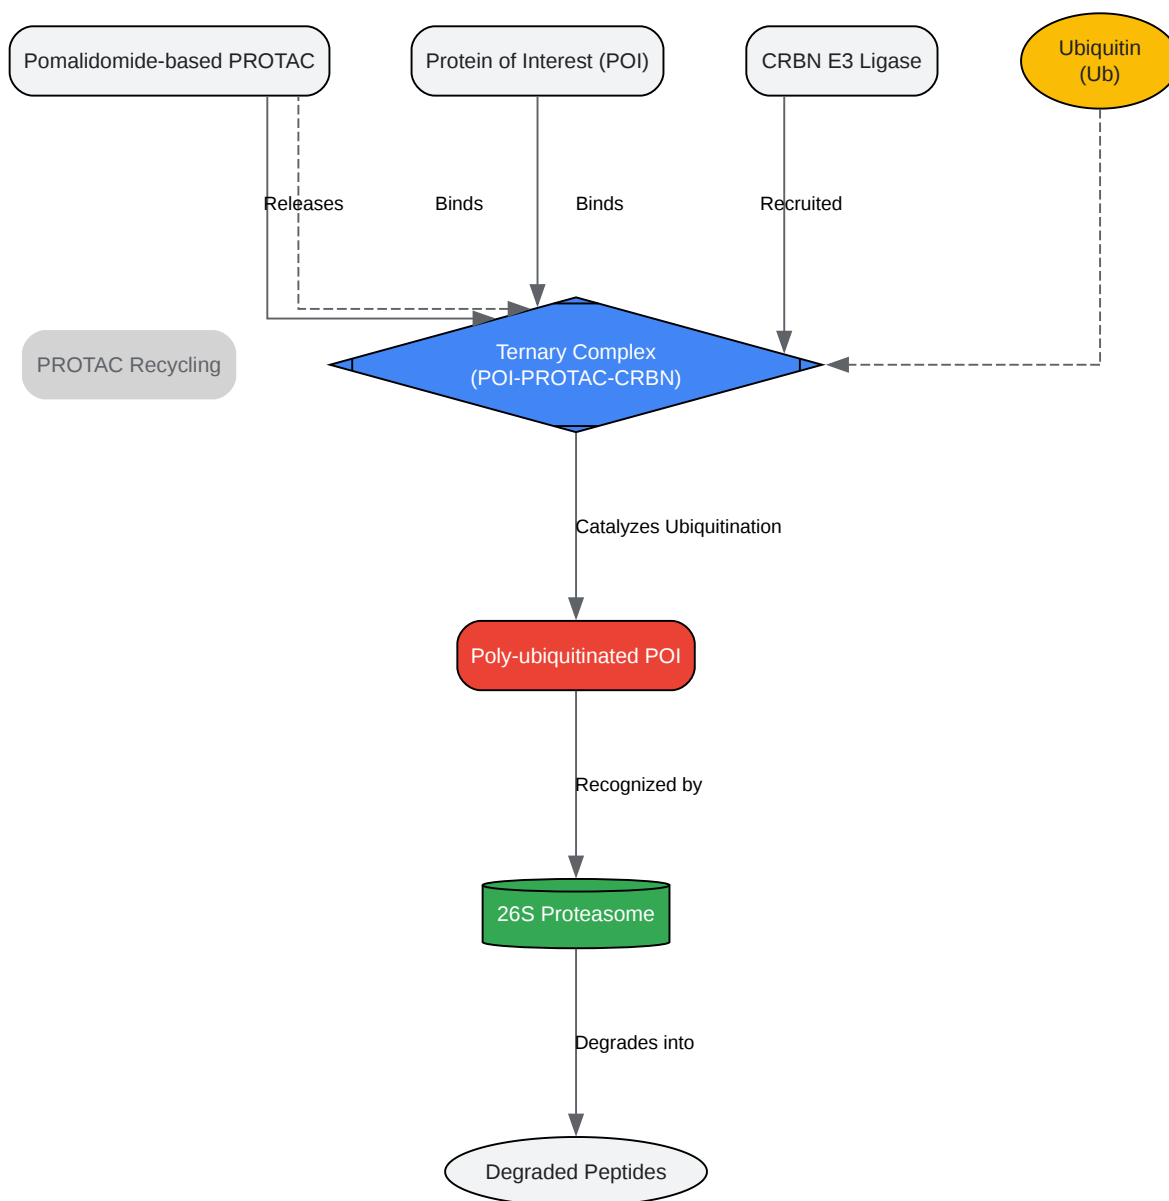 Pomalidomide-based PROTAC
Protein of Interest (POI)
CRBN E3 Ligase
Ubiquitin
(Ub)
Releases
Binds
Binds
Recruited
PROTAC Recycling
Ternary Complex
(POI-PROTAC-CRBN)
Catalyzes Ubiquitination
Poly-ubiquitinated POI
Recognized by
26S Proteasome
Degrades into
Degraded Peptides